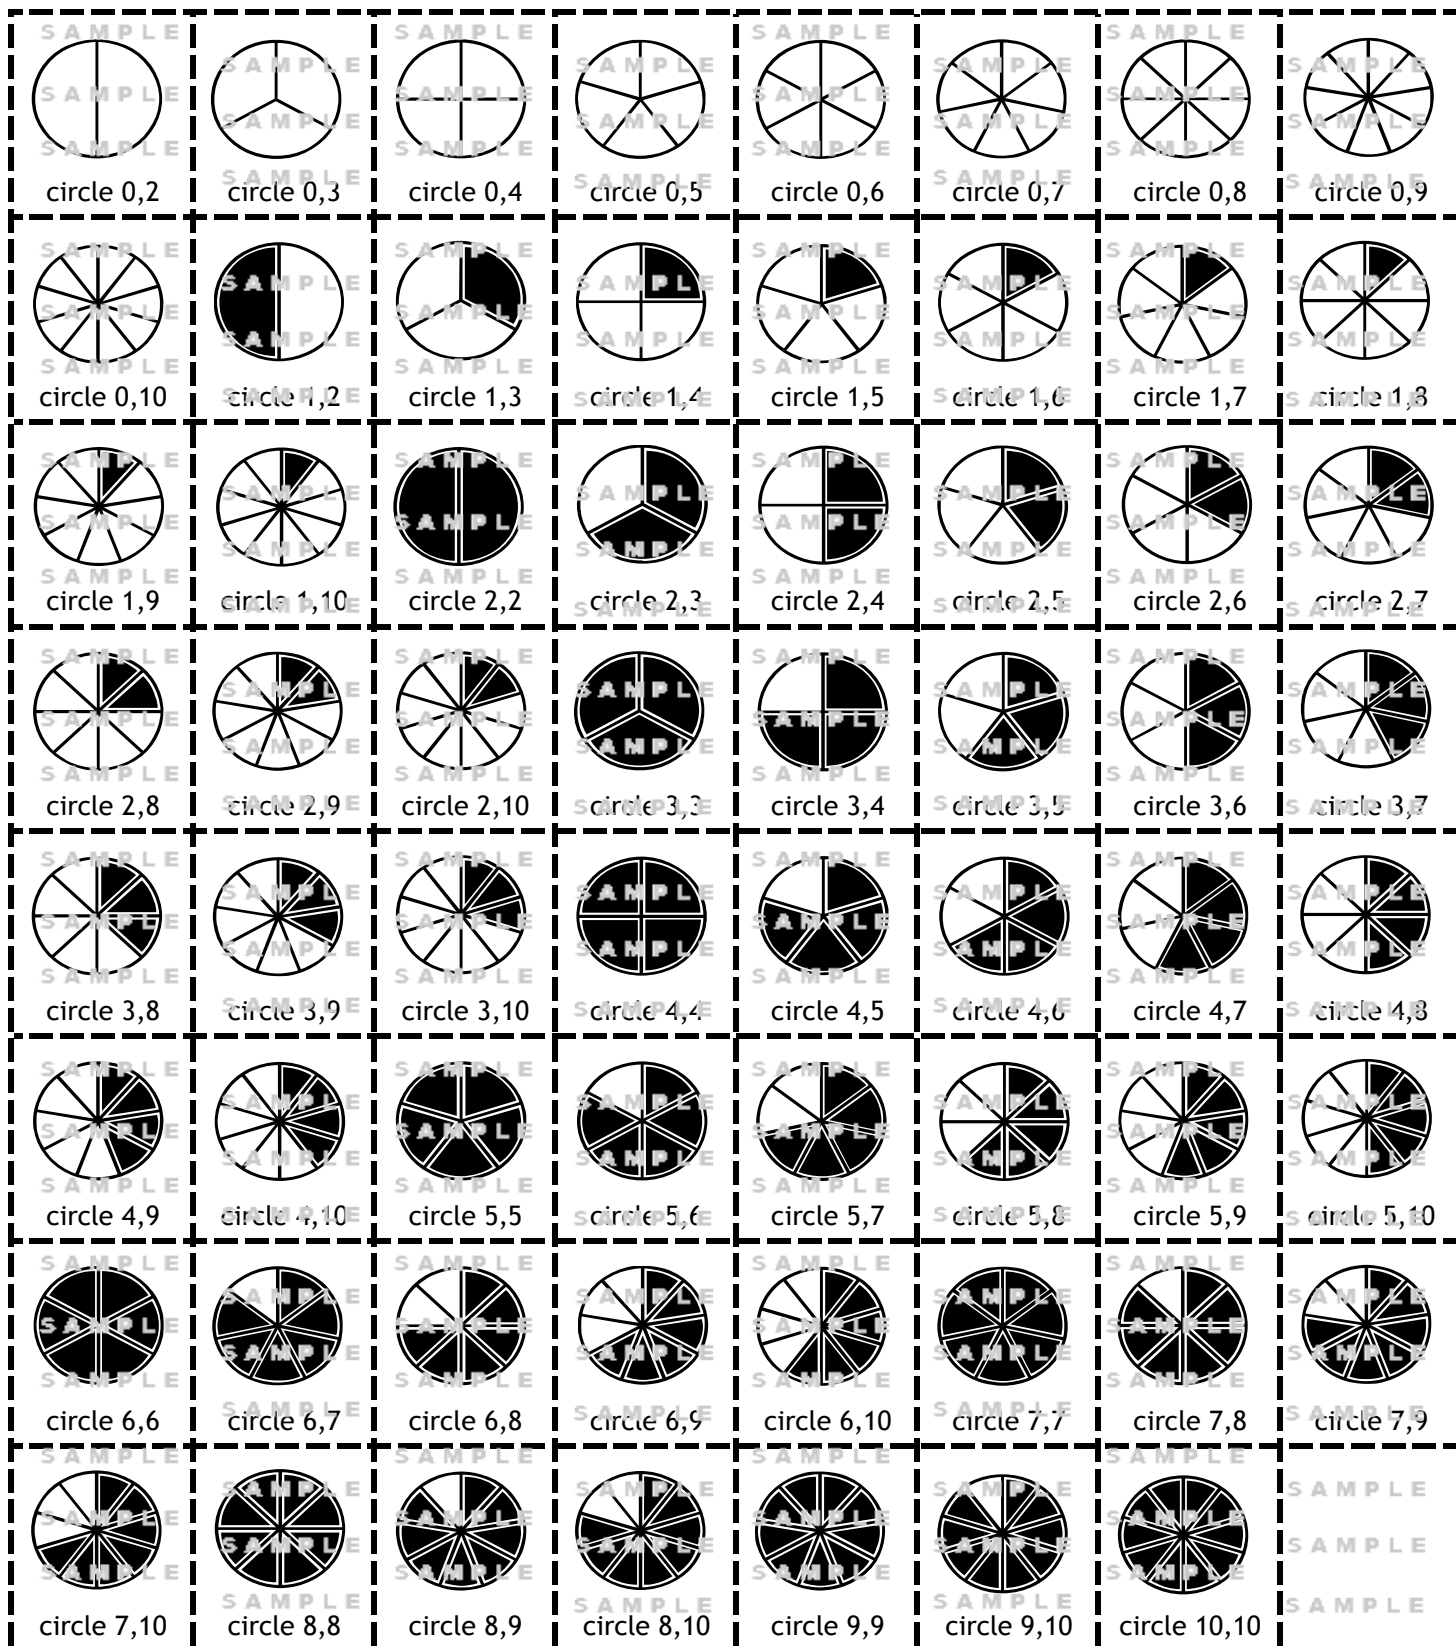 circle 0,2 circle 0,3 circle 0,4 circle 0,5 circle 0,6 circle 0,7 circle 0,8 circle 0,9
circle 0,10 circle 1,2 circle 1,3 circle 1,4 circle 1,5 circle 1,6 circle 1,7 circle 1,8
circle 1,9 circle 1,10 circle 2,2 circle 2,3 circle 2,4 circle 2,5 circle 2,6 circle 2,7
circle 2,8 circle 2,9 circle 2,10 circle 3,3 circle 3,4 circle 3,5 circle 3,6 circle 3,7
circle 3,8 circle 3,9 circle 3,10 circle 4,4 circle 4,5 circle 4,6 circle 4,7 circle 4,8
circle 4,9 circle 4,10 circle 5,5 circle 5,6 circle 5,7 circle 5,8 circle 5,9 circle 5,10
circle 6,6 circle 6,7 circle 6,8 circle 6,9 circle 6,10 circle 7,7 circle 7,8 circle 7,9
circle 7,10 circle 8,8 circle 8,9 circle 8,10 circle 9,9 circle 9,10 circle 10,10
SAMPLE
SAMPLE
SAMPLE